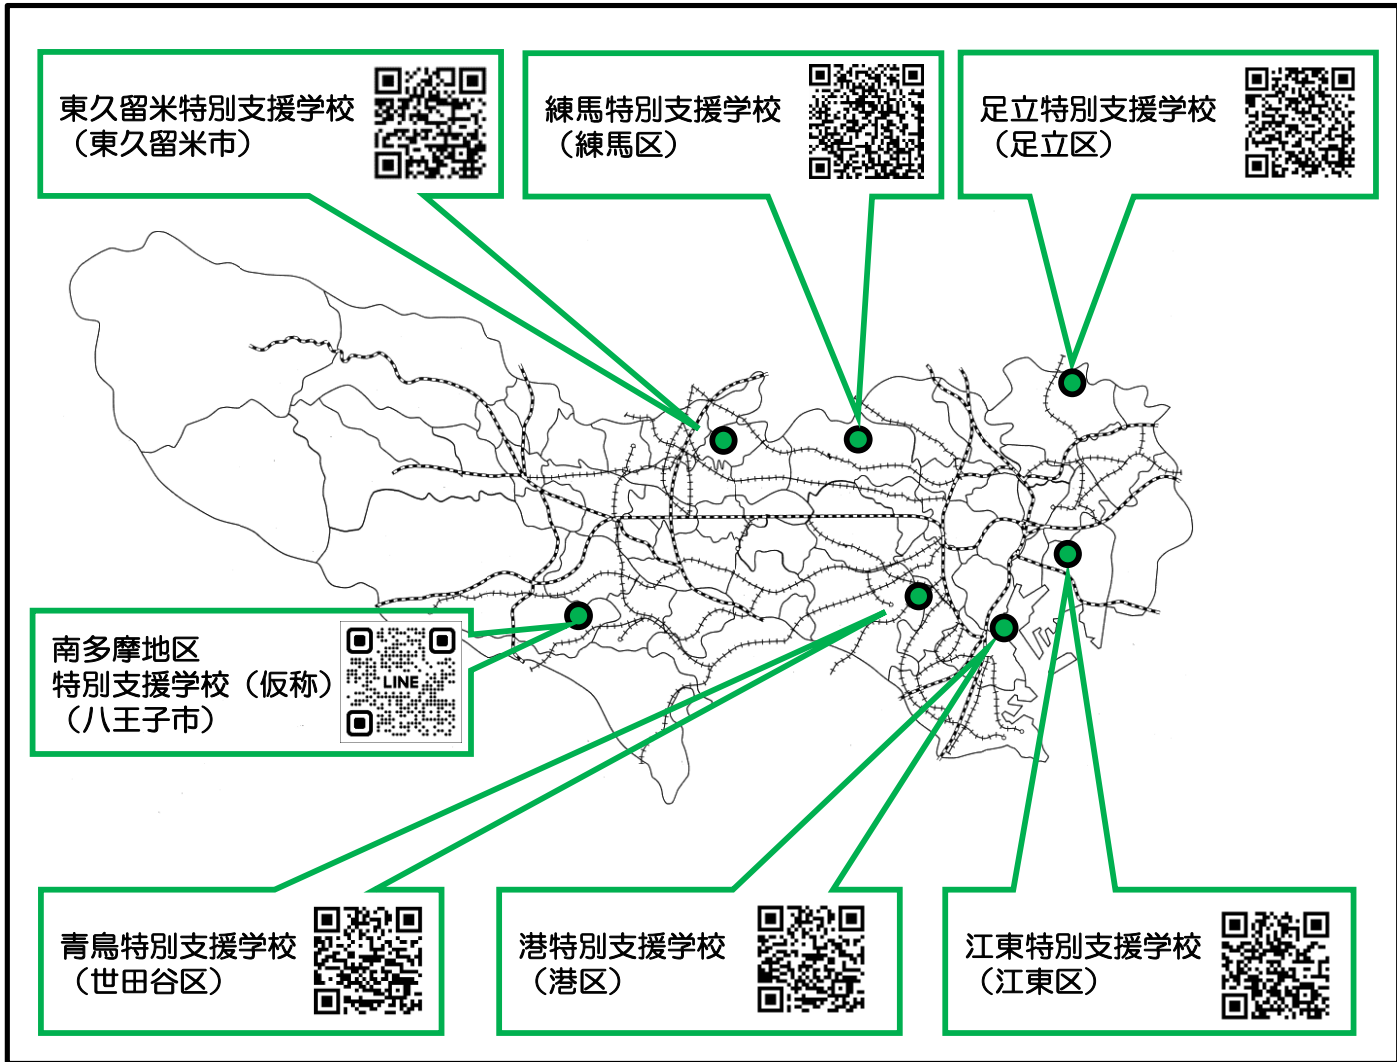 東久留米特別支援学校
（東久留米市）
練馬特別支援学校
（練馬区）
足立特別支援学校
（足立区）
南多摩地区
特別支援学校（仮称）
（八王子市）
LINE
青鳥特別支援学校
（世田谷区）
港特別支援学校
（港区）
江東特別支援学校
（江東区）